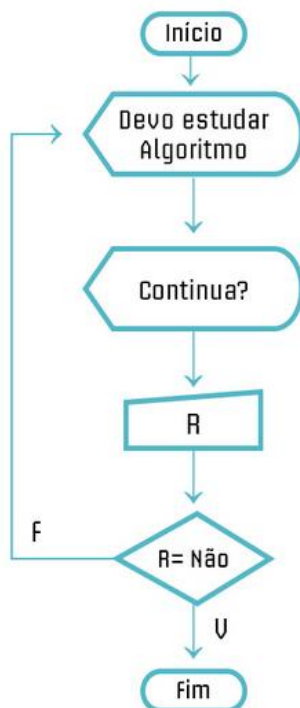 Início
Devo estudar
Algoritmo
Continua?
R
R= Não
F
V
Fim